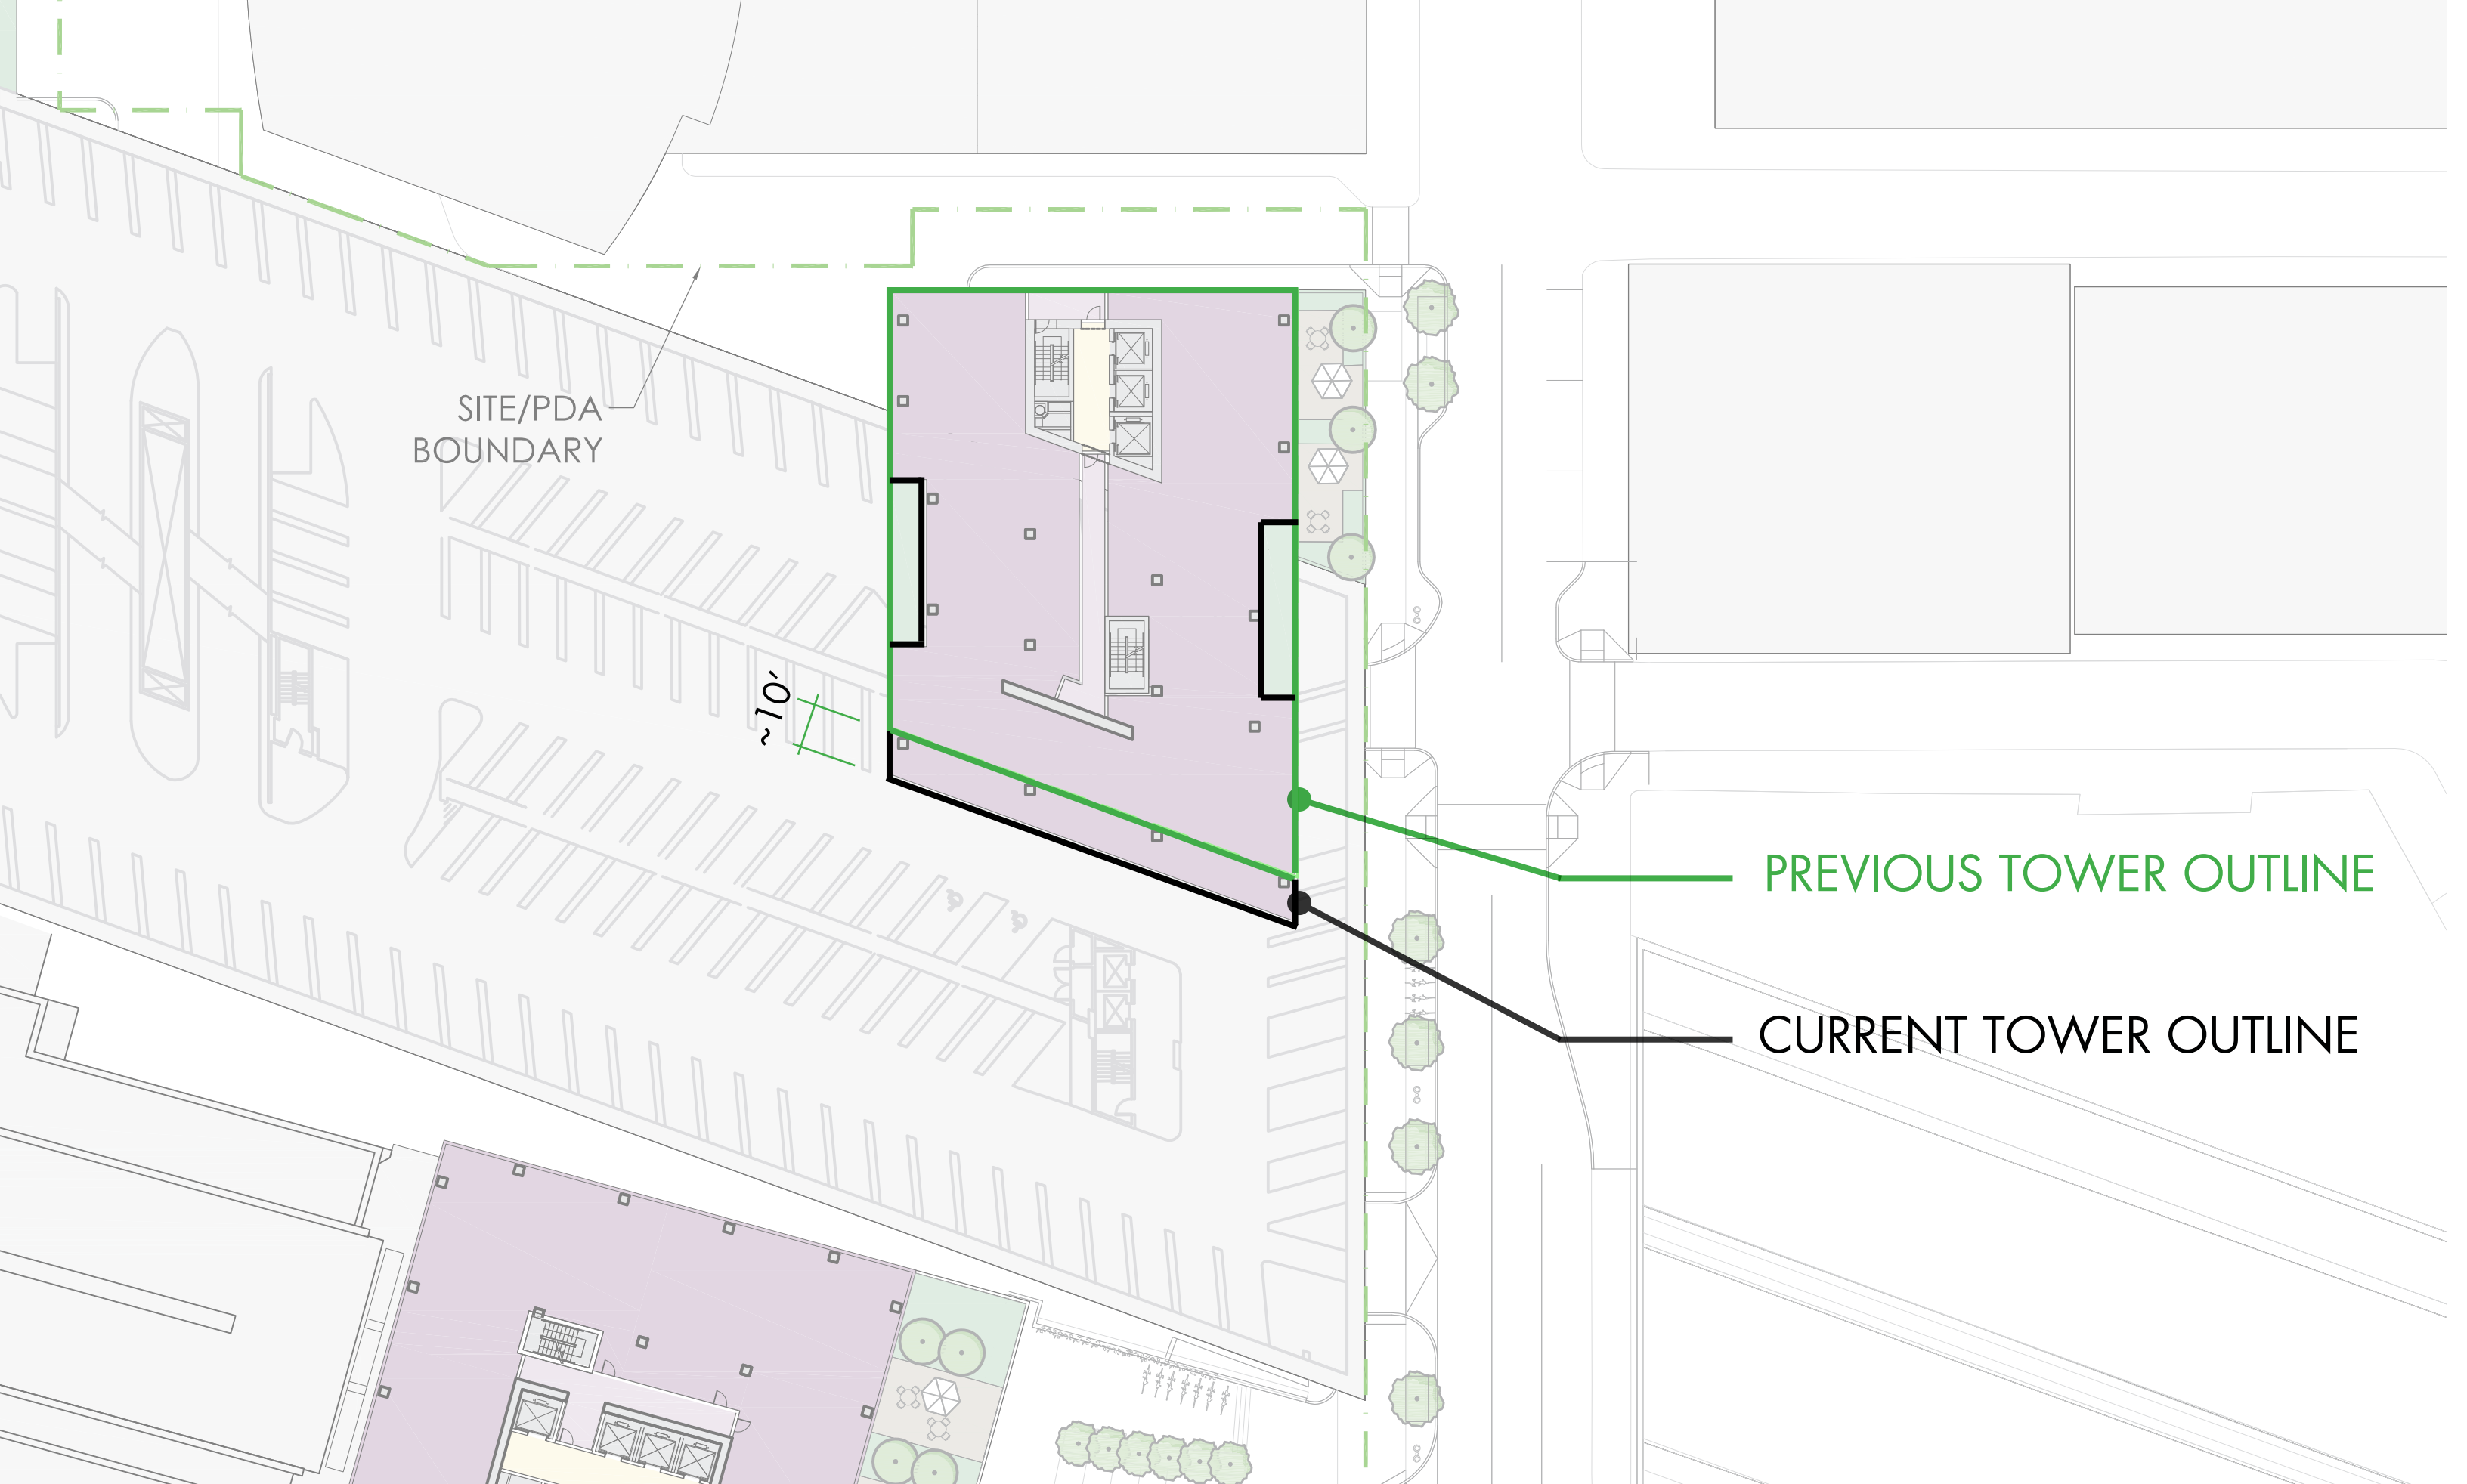 SITE/PDA
BOUNDARY
~10'
PREVIOUS TOWER OUTLINE
CURRENT TOWER OUTLINE